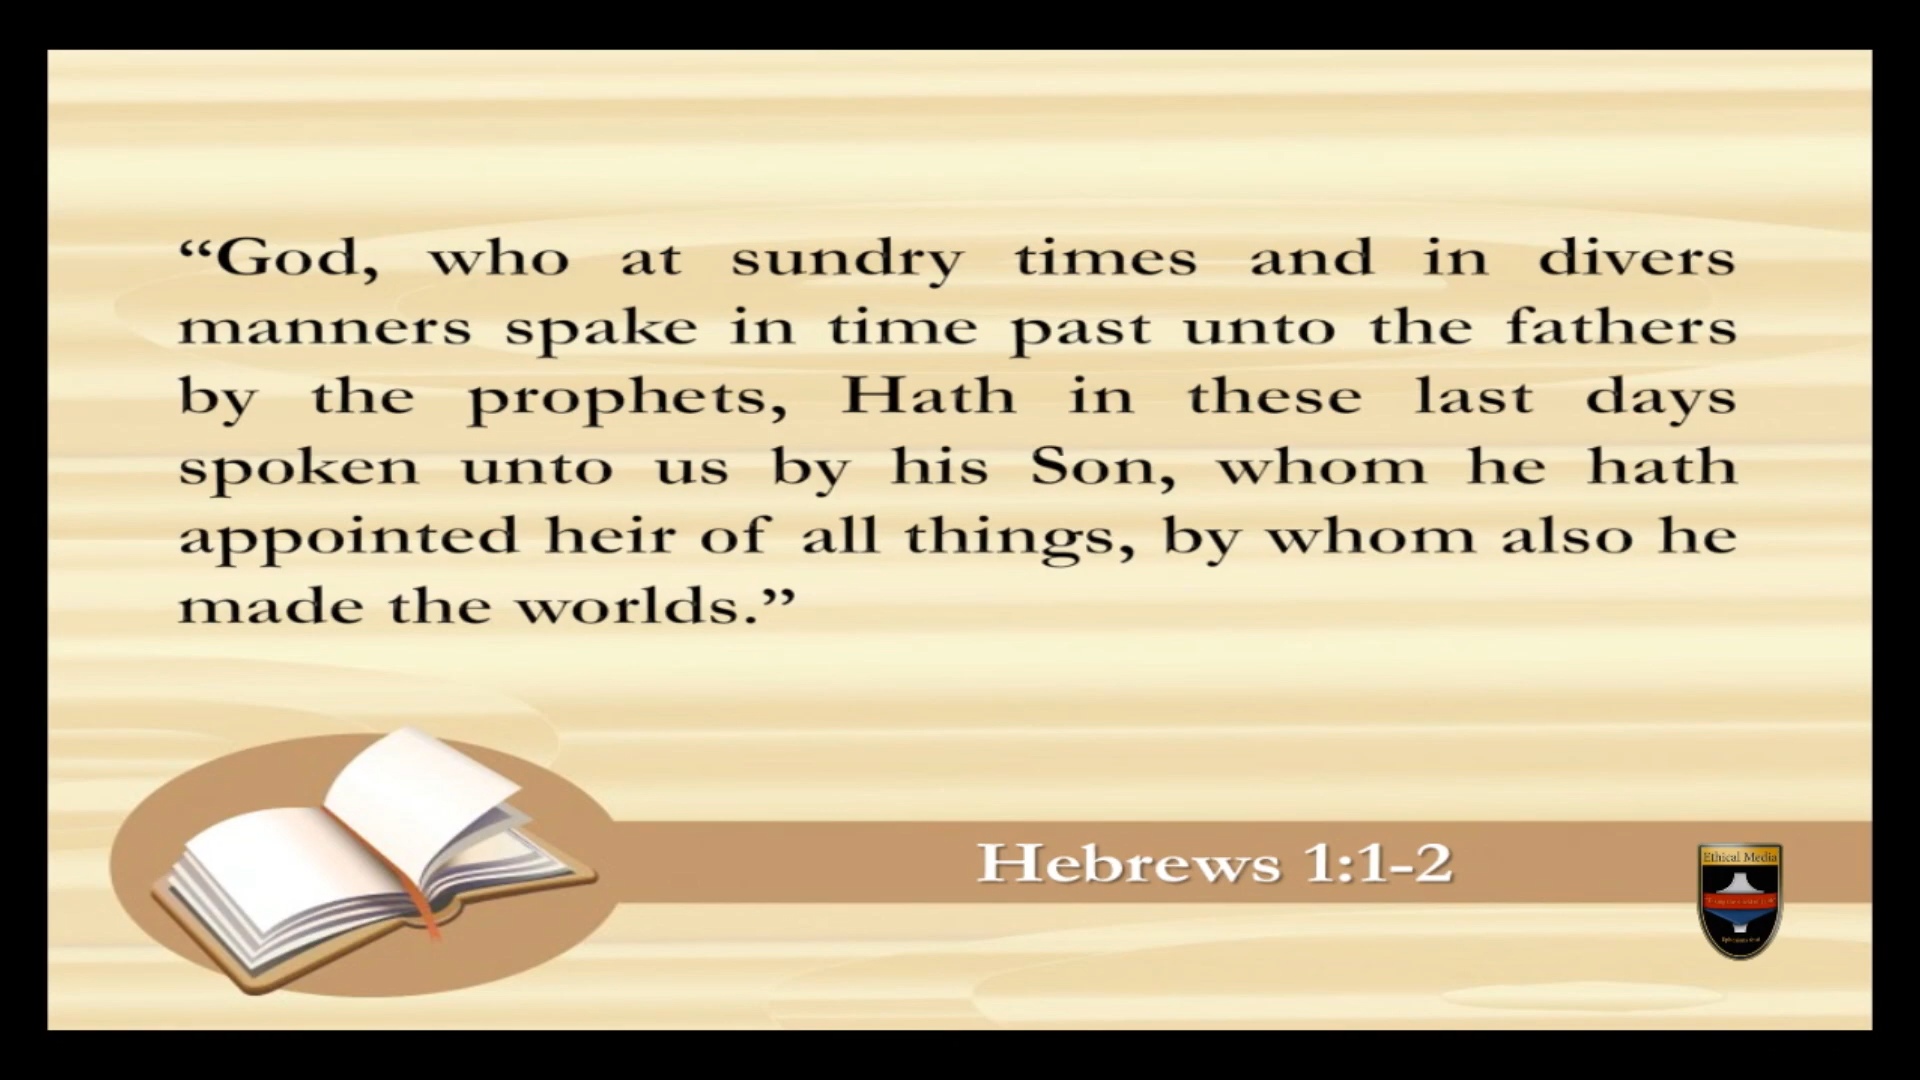 “God, who at sundry times and in divers
manners spake in time past unto the fathers
by the prophets, Hath in these last days
spoken unto us by his Son, whom he hath
appointed heir of all things, by whom also he
made the worlds.”
Hebrews 1:1-2
Ethical Media